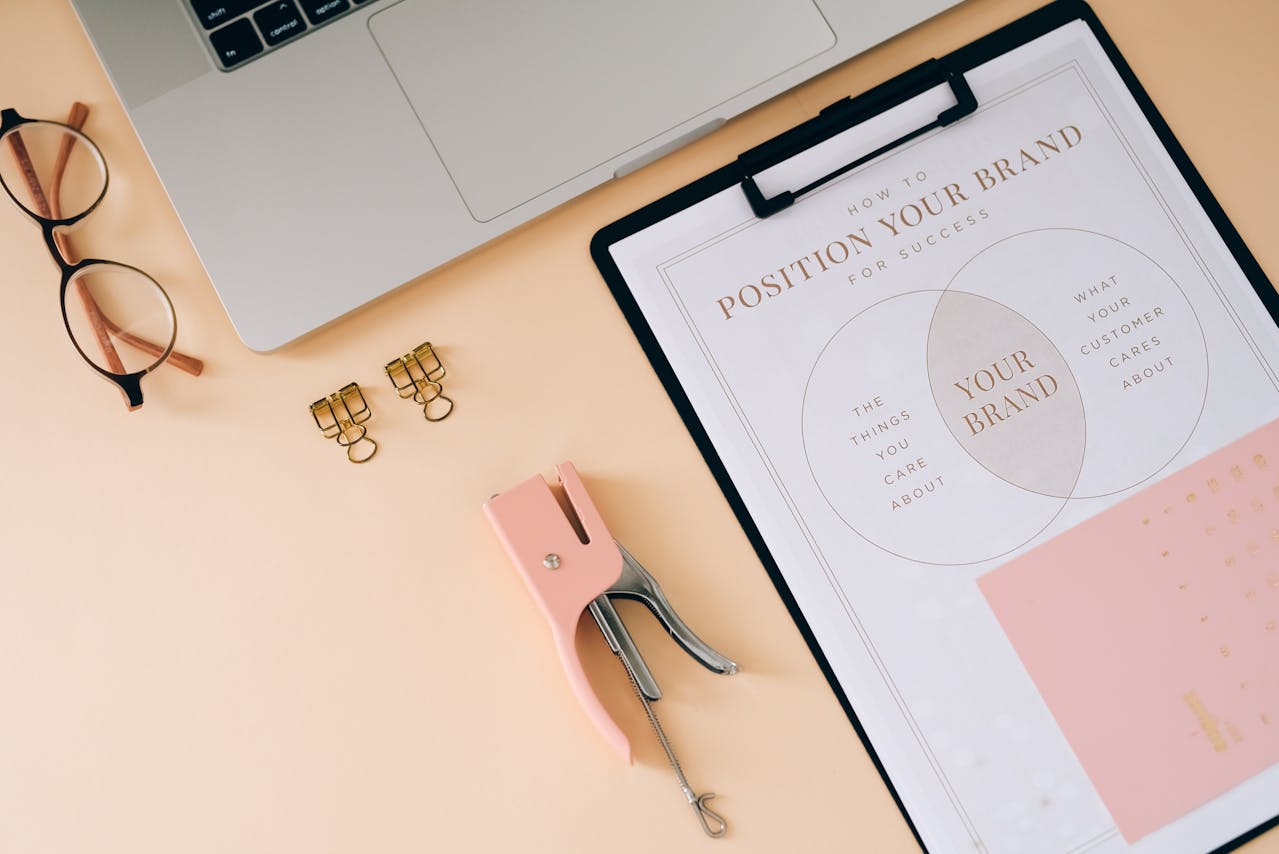 shift
fn
control
option
HOW TO
POSITION YOUR BRAND
FOR SUCCESS
THE
THINGS
YOU
CARE
ABOUT
YOUR
BRAND
WHAT
YOUR
CUSTOMER
CARES
ABOUT